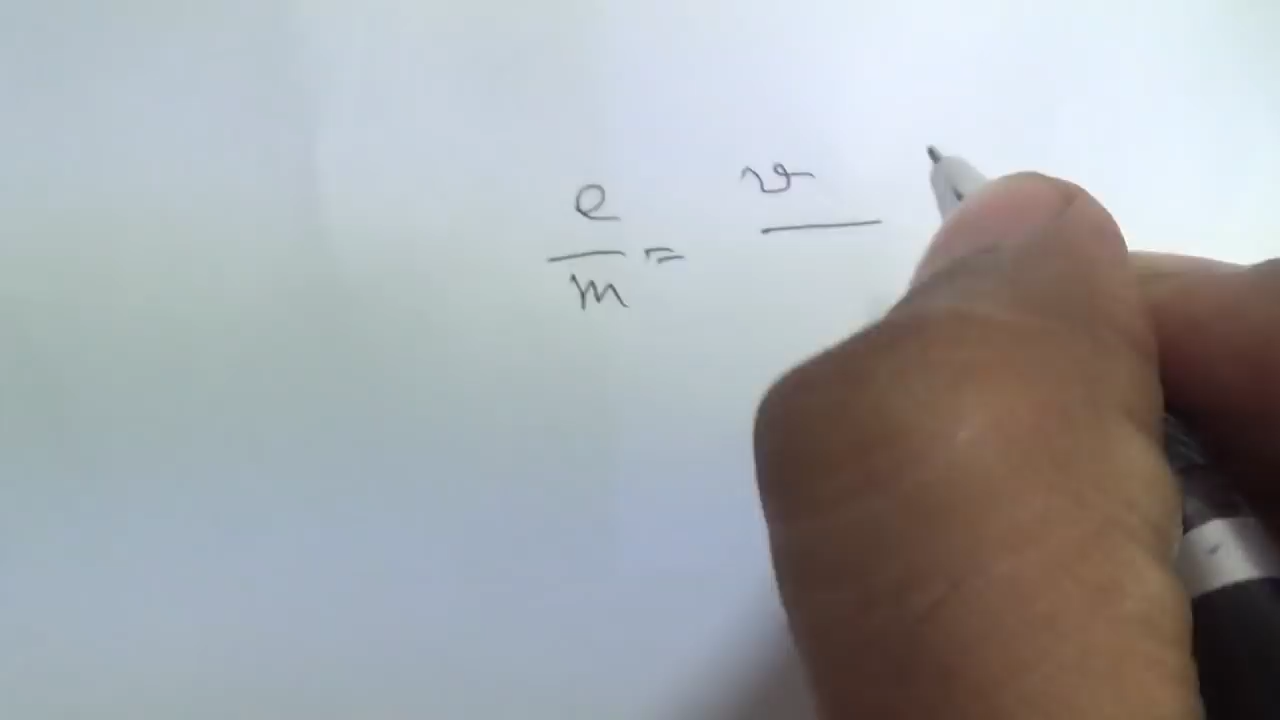 e/m = v/